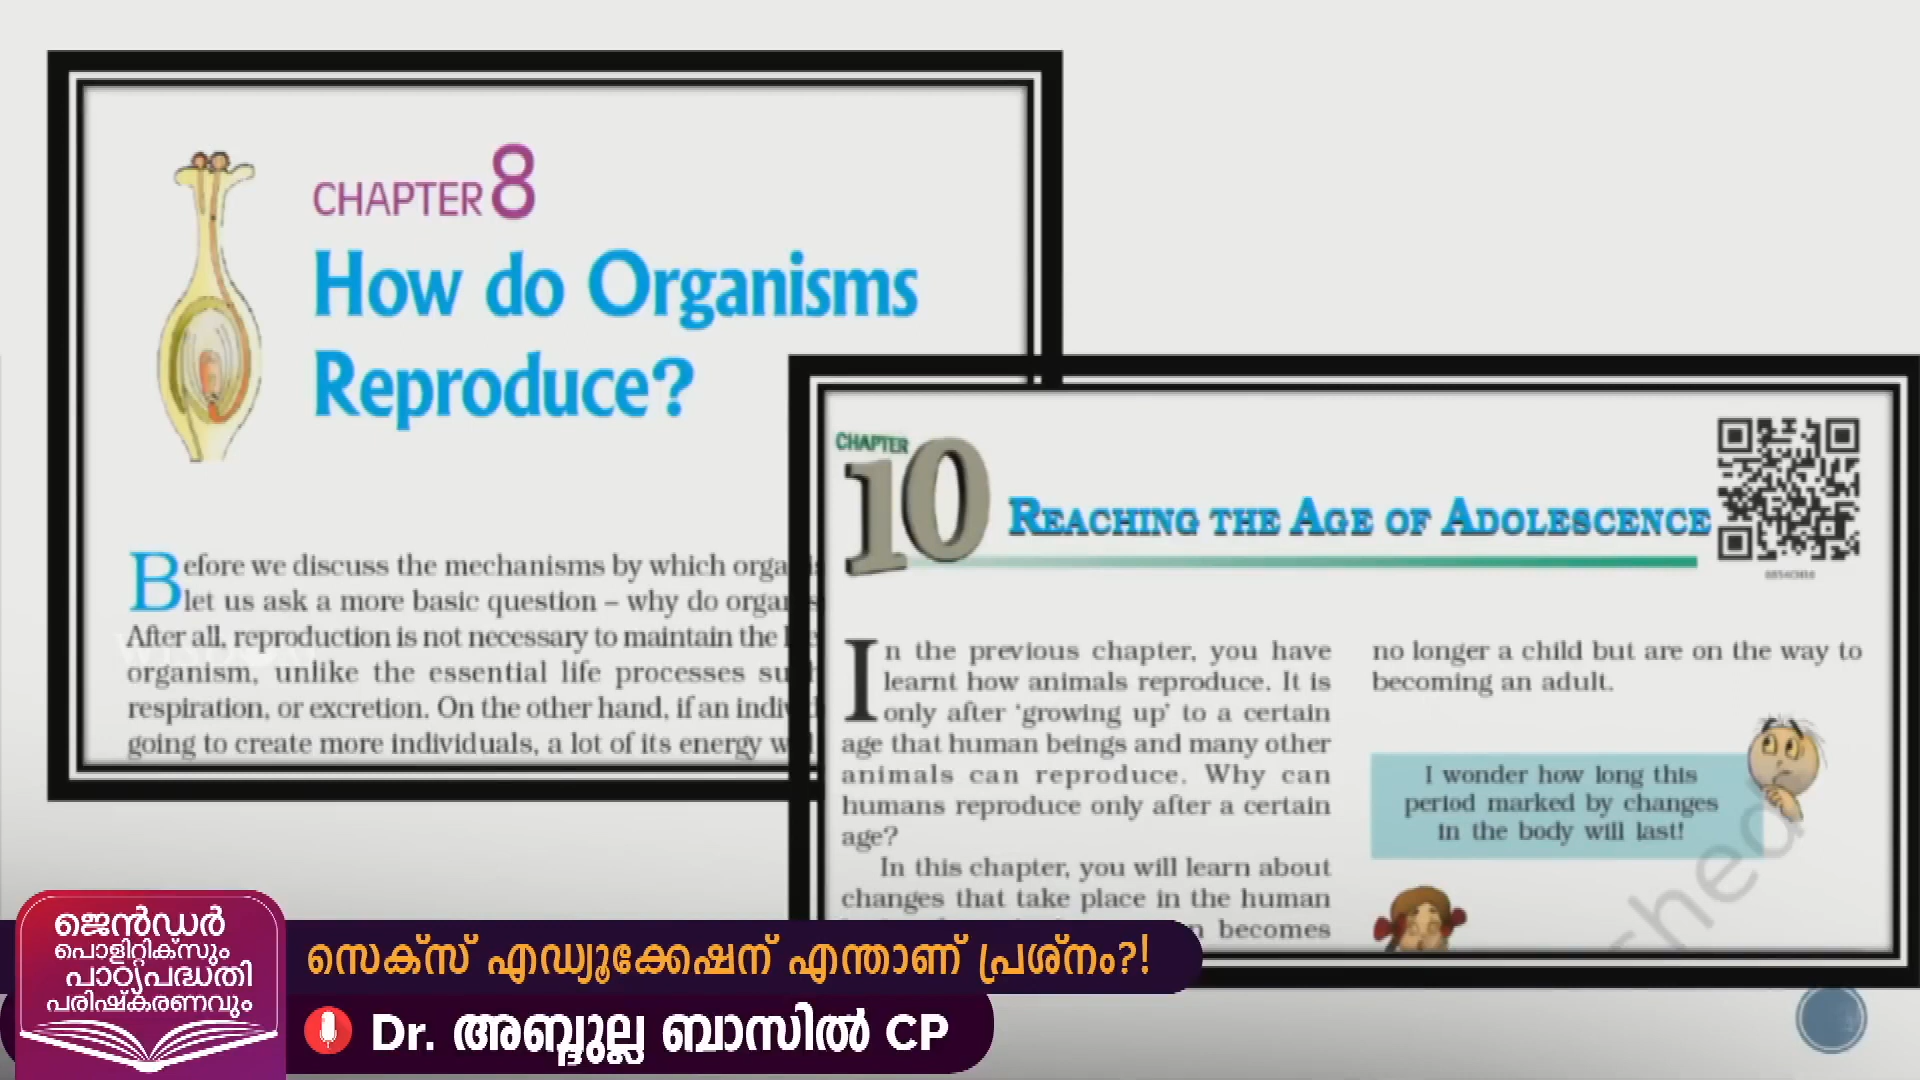 CHAPTER 8
How do Organisms
Reproduce?
Before we discuss the mechanisms by which
let us ask a more basic question – why do
After all, reproduction is not necessary to maintain the
organism, unlike the essential life processes
respiration, or excretion. On the other hand, if an
going to create more individuals, a lot of its energy
CHAPTER
10
REACHING THE AGE OF ADOLESCENCE
In the previous chapter, you have
learnt how animals reproduce. It is
only after ‘growing up’ to a certain
age that human beings and many other
animals can reproduce. Why can
humans reproduce only after a certain
age?
In this chapter, you will learn about
changes that take place in the human
becomes
no longer a child but are on the way to
becoming an adult.
I wonder how long this
period marked by changes
in the body will last!
ജെൻഡർ
പൊളിറ്റിക്സും
പാഠ്യപദ്ധതി
പരിഷ്കരണവും
സെക്സ് എഡ്യൂക്കേഷന് എന്താണ് പ്രശ്നം?!
Dr. അബ്ദുല്ല ബാസിൽ CP